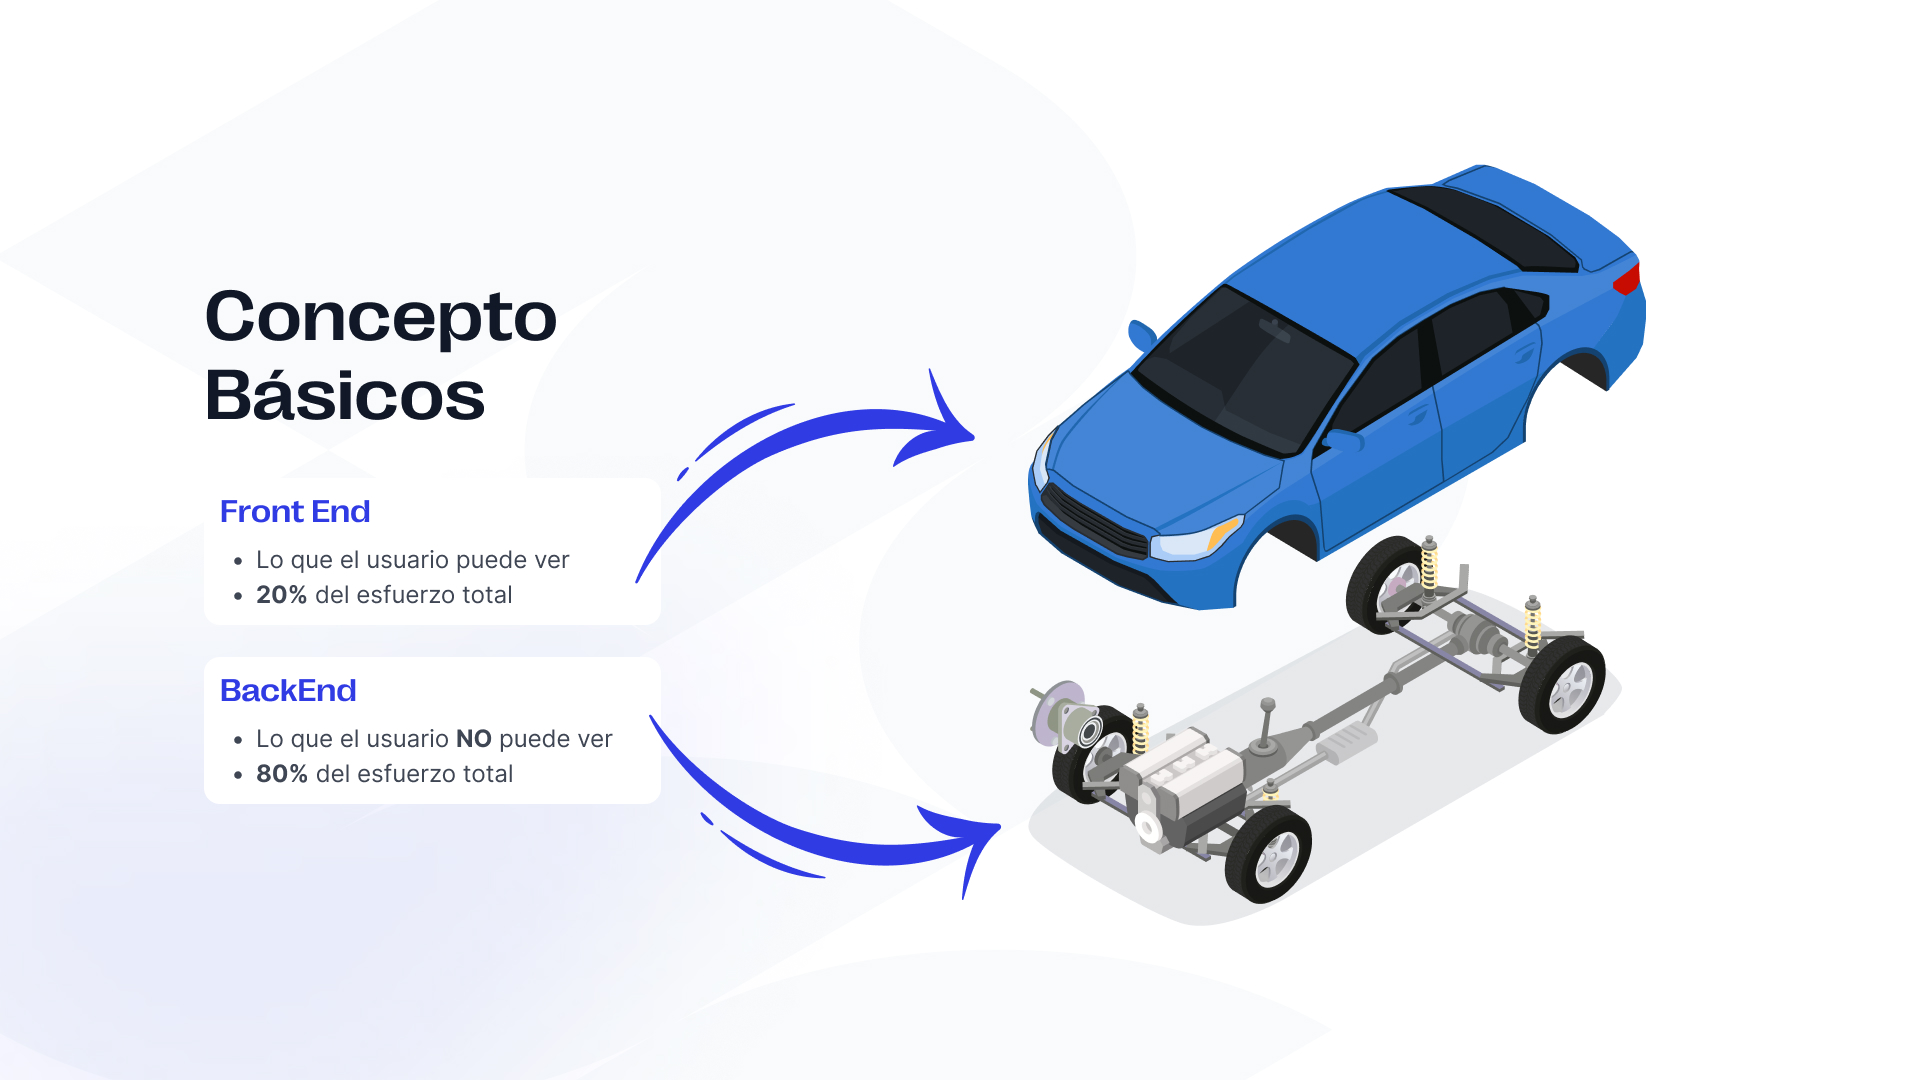 Concepto
Básicos
Front End
• Lo que el usuario puede ver
• 20% del esfuerzo total
BackEnd
• Lo que el usuario NO puede ver
• 80% del esfuerzo total